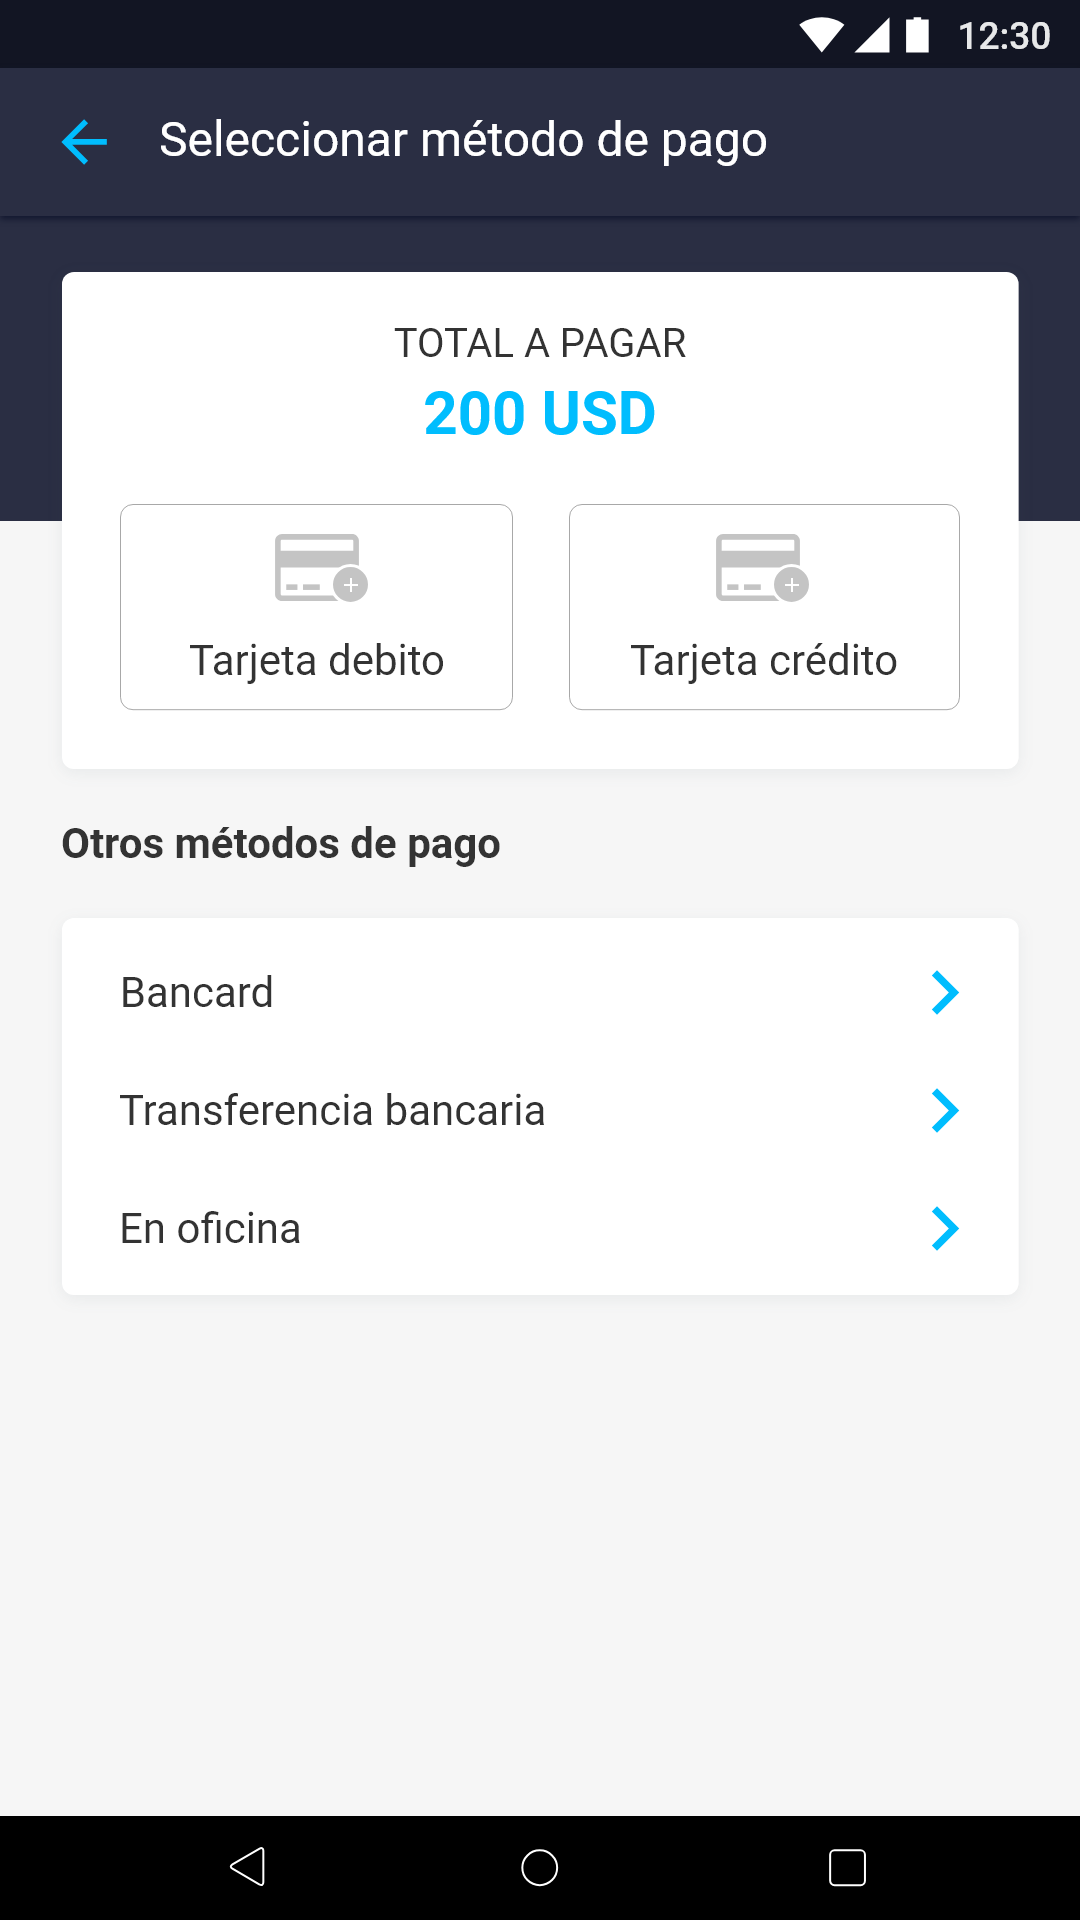 12:30
Seleccionar método de pago
TOTAL A PAGAR
200 USD
Tarjeta debito
Tarjeta crédito
Otros métodos de pago
Bancard
Transferencia bancaria
En oficina